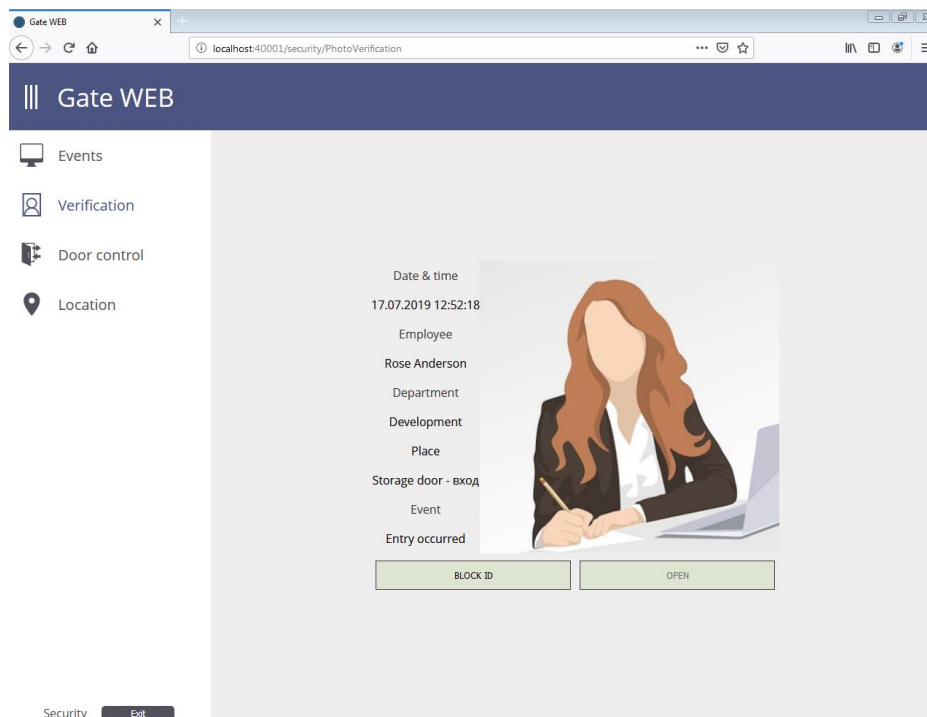 Gate WEB
localhost:40001/security/PhotoVerification
Gate WEB
Events
Verification
Door control
Location
Date & time
17.07.2019 12:52:18
Employee
Rose Anderson
Department
Development
Place
Storage door - вход
Event
Entry occurred
BLOCK ID
OPEN
Security
Exit